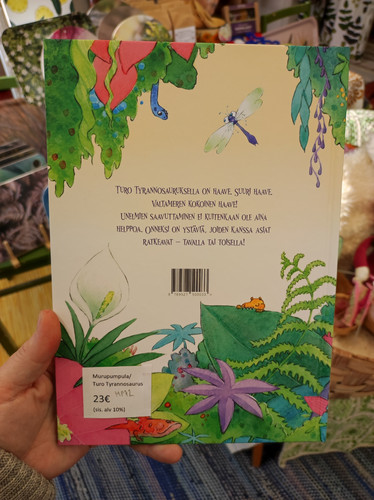 Turo Tyrannosauruksella on haave. Suuri haave.
Valtameren kokoinen haave!
Unelmien saavuttaminen ei kuitenkaan ole aina
helppoa. Onneksi on ystäviä, joiden kanssa asiat
ratkeavat – tavalla tai toisella!
Murupumpula/
Turo Tyrannosaurus
23€
(sis. alv 10%)